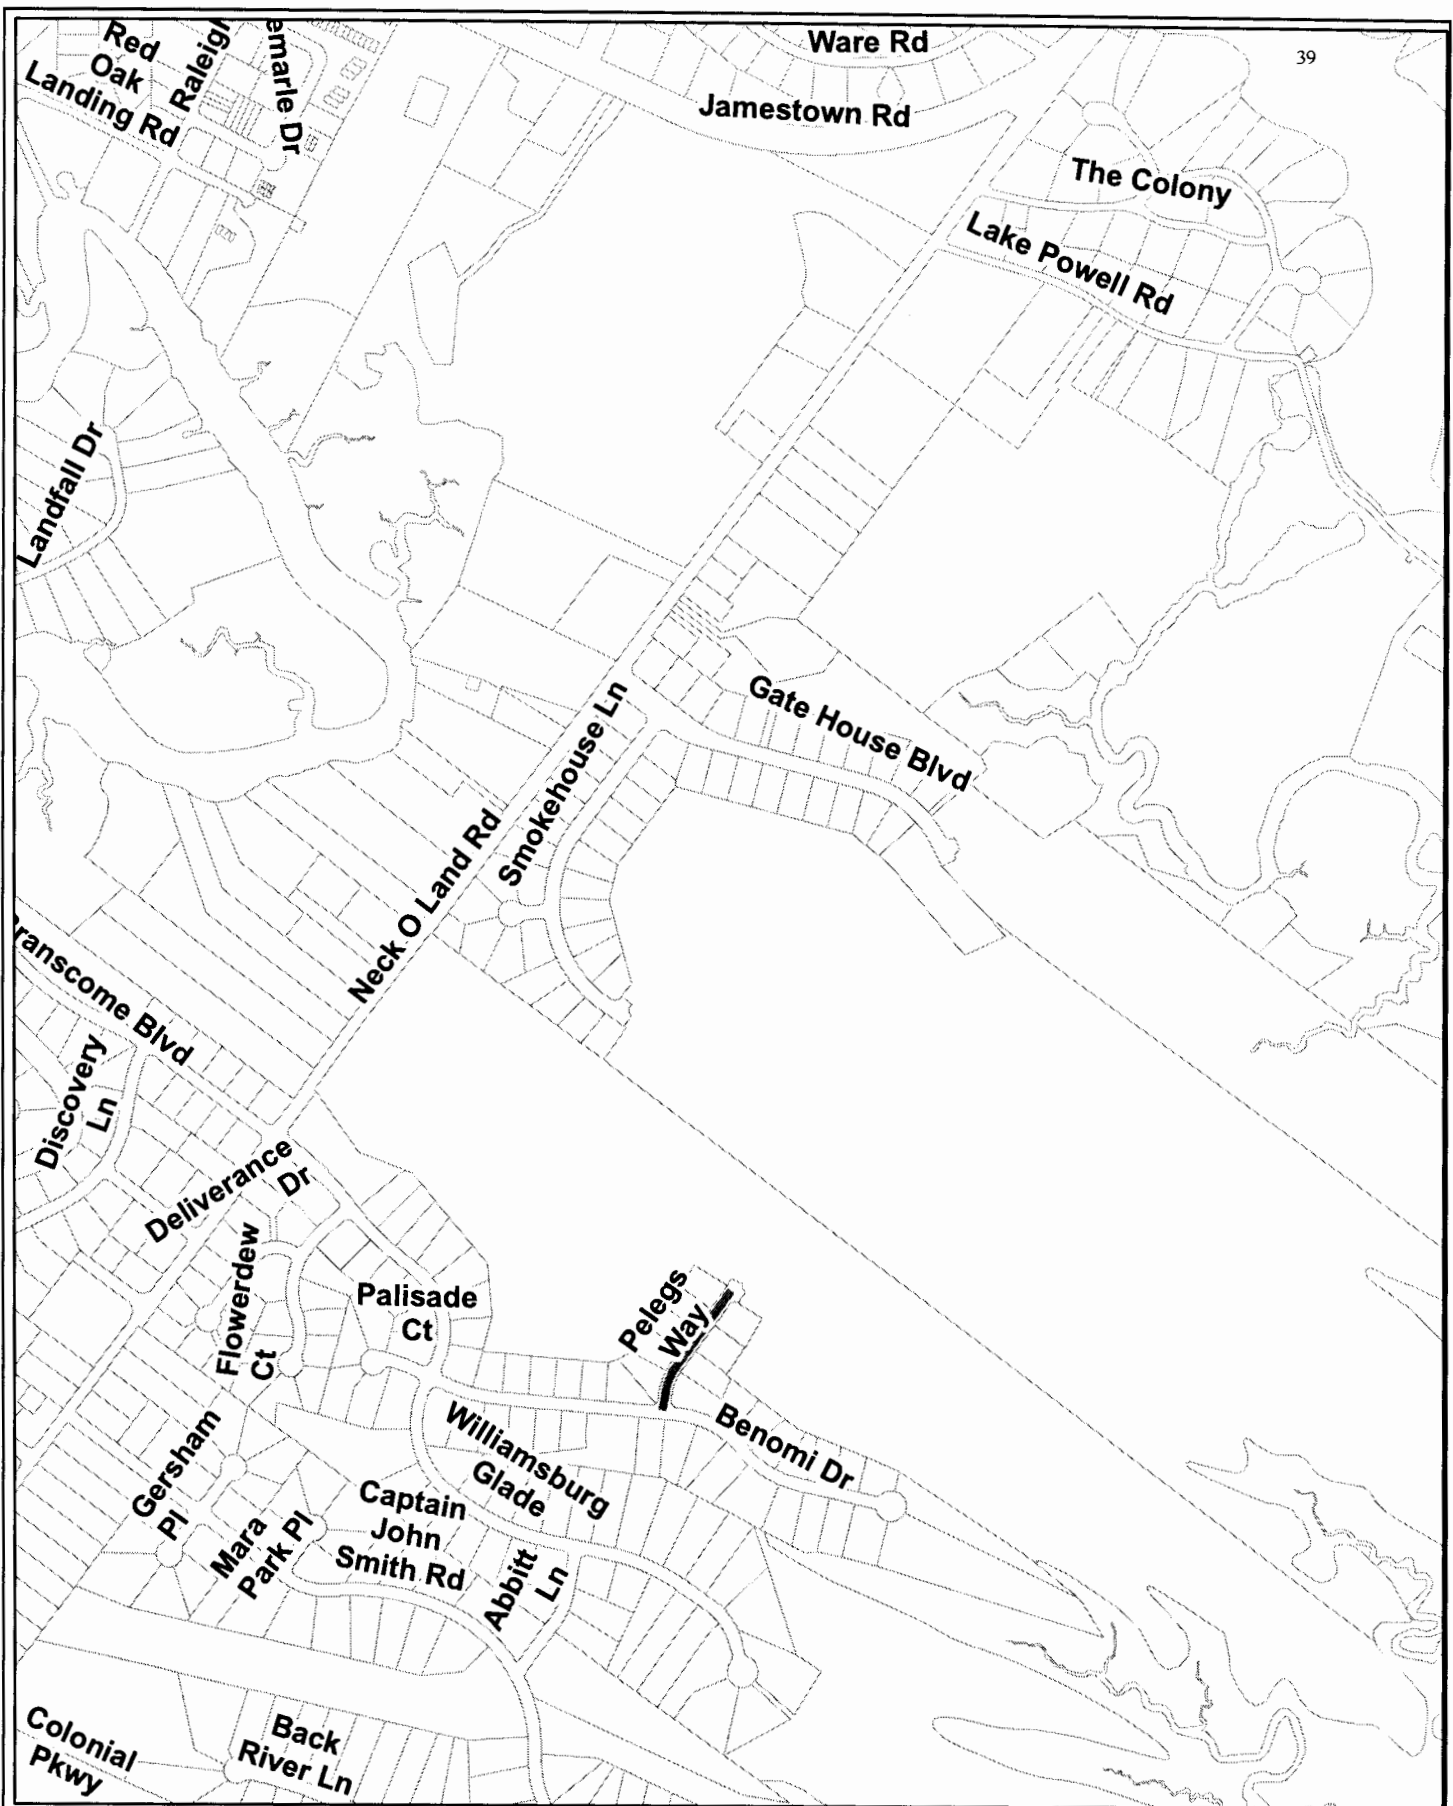 39
Ware Rd
Red
Oak
Landing Rd
Raleigh
emarle Dr
Jamestown Rd
The Colony
Lake Powell Rd
Landfall Dr
Gate House Blvd
Smokehouse Ln
Neck O Land Rd
ranscome Blvd
Discovery
Ln
Deliverance
Dr
Flowerdew
Ct
Palisade
Ct
Pelegs
Way
Benomi Dr
Williamsburg
Glade
Gersham
Pl
Mara
Park Pl
Captain
John
Smith Rd
Abbitt
Ln
Back
River Ln
Colonial
Pkwy